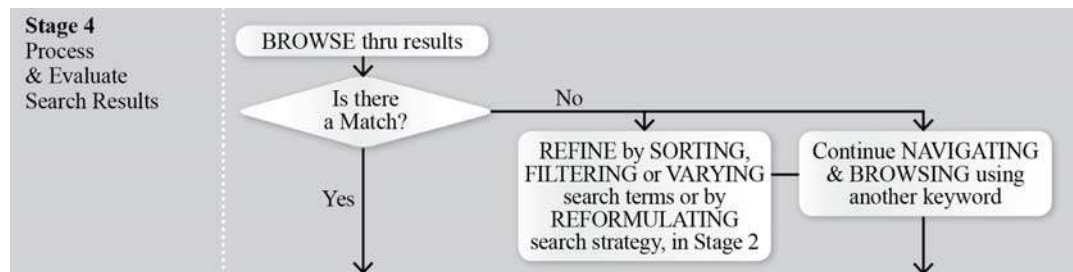 Stage 4
Process
& Evaluate
Search Results
BROWSE thru results
Is there
a Match?
No
Yes
REFINE by SORTING,
FILTERING or VARYING
search terms or by
REFORMULATING
search strategy, in Stage 2
Continue NAVIGATING
& BROWSING using
another keyword